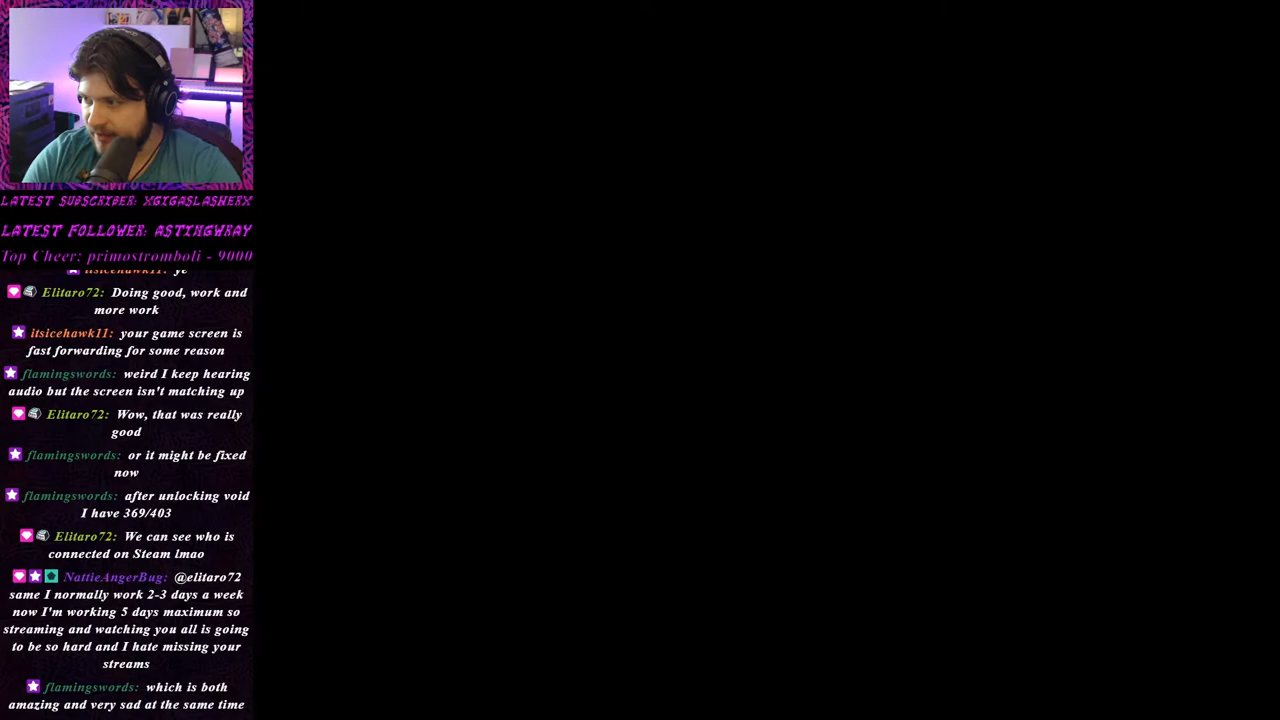 LATEST SUBSCRIBER: XGIGASLASHERX
LATEST FOLLOWER: ASTINGWRAY
Top Cheer: primostromboli - 9000
itsicehawk11: ye
Elitaro72: Doing good, work and
more work
itsicehawk11: your game screen is
fast forwarding for some reason
flamingswords: weird I keep hearing
audio but the screen isn't matching up
Elitaro72: Wow, that was really
good
flamingswords: or it might be fixed
now
flamingswords: after unlocking void
I have 369/403
Elitaro72: We can see who is
connected on Steam lmao
NattieAngerBug: @elitaro72
same I normally work 2-3 days a week
now I'm working 5 days maximum so
streaming and watching you all is going
to be so hard and I hate missing your
streams
flamingswords: which is both
amazing and very sad at the same time